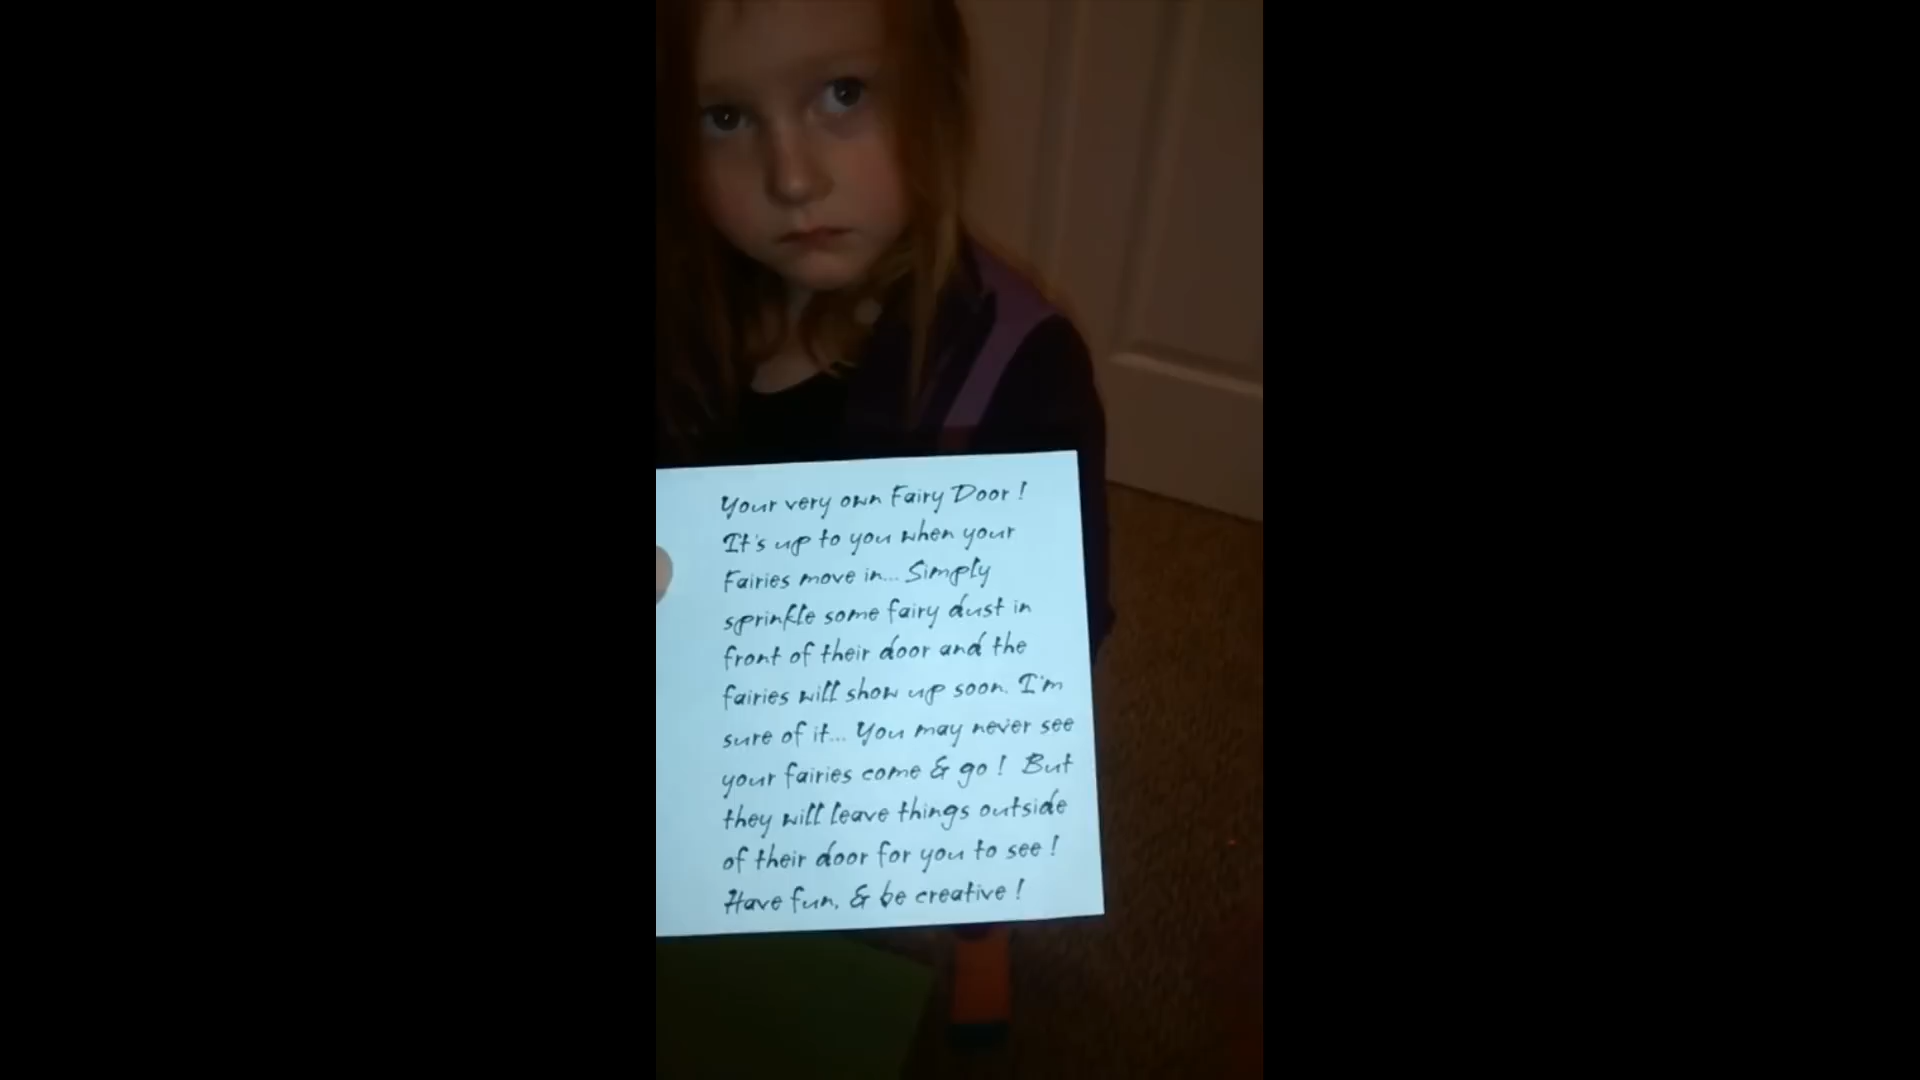 Your very own Fairy Door!
It's up to you when your
Fairies move in... Simply
sprinkle some fairy dust in
front of their door and the
fairies will show up soon. I'm
sure of it... You may never see
your fairies come & go! But
they will leave things outside
of their door for you to see!
Have fun, & be creative!